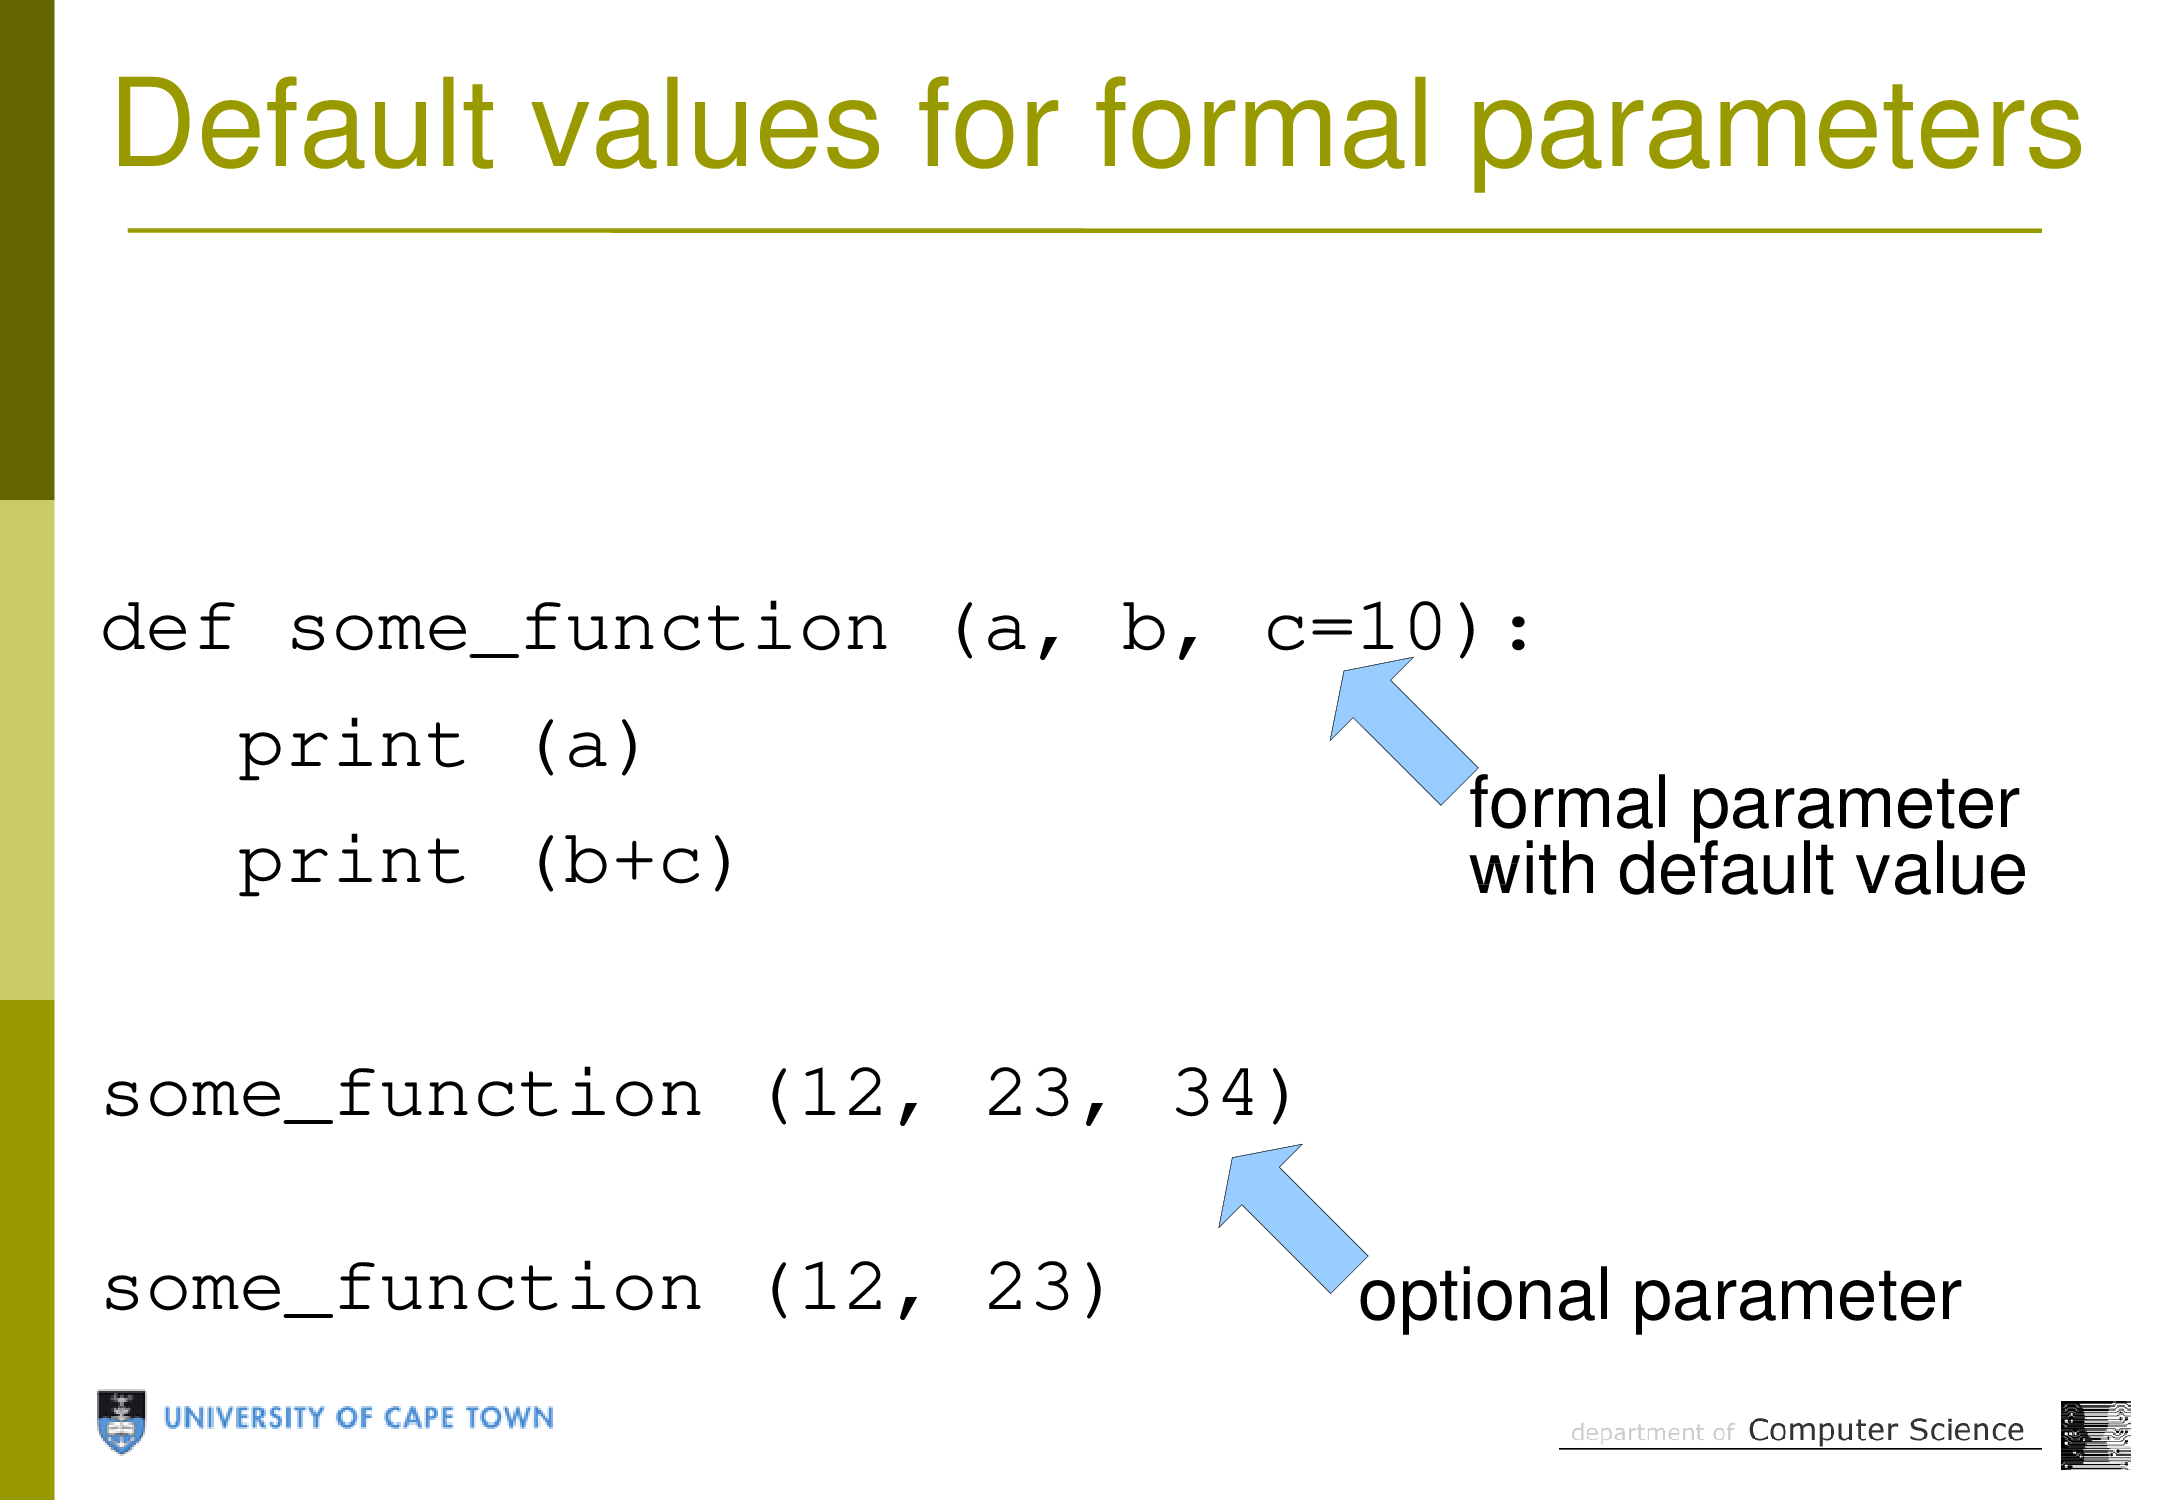 Default values for formal parameters
def some_function (a, b, c=10):
print (a)
print (b+c)
formal parameter
with default value
some_function (12, 23, 34)
some_function (12, 23)
optional parameter
UNIVERSITY OF CAPE TOWN
department of Computer Science